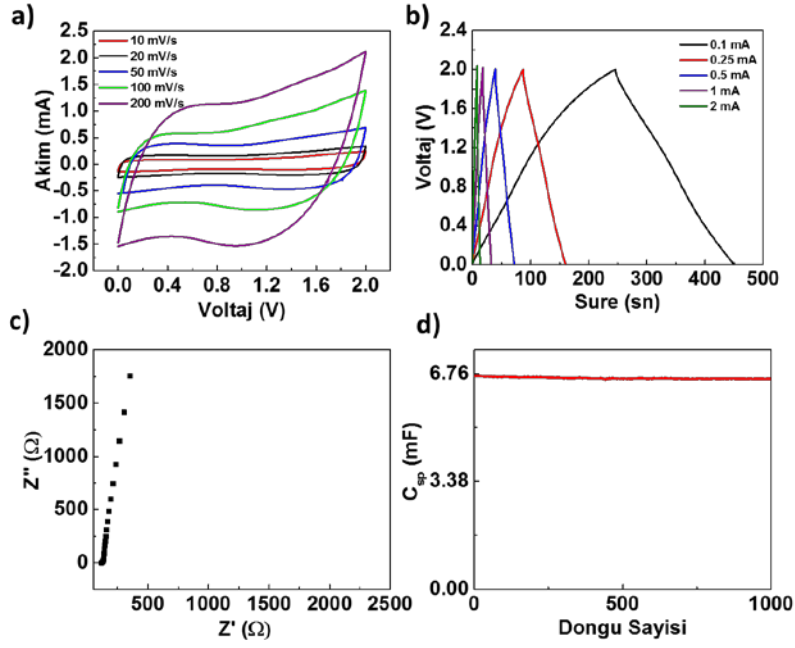 a)
10 mV/s
20 mV/s
50 mV/s
100 mV/s
200 mV/s
2.5
2.0
1.5
1.0
0.5
0.0
-0.5
-1.0
-1.5
-2.0
Akim (mA)
0.0 0.4 0.8 1.2 1.6 2.0
Voltaj (V)
b)
0.1 mA
0.25 mA
0.5 mA
1 mA
2 mA
2.4
2.0
1.6
1.2
0.8
0.4
0.0
Voltaj (V)
0 100 200 300 400 500
Sure (sn)
c)
2000
1750
1500
1250
1000
750
500
250
0
Z'' (Ω)
500 1000 1500 2000 2500
Z' (Ω)
d)
6.76
3.38
0.00
Csp (mF)
0 500 1000
Dongu Sayisi